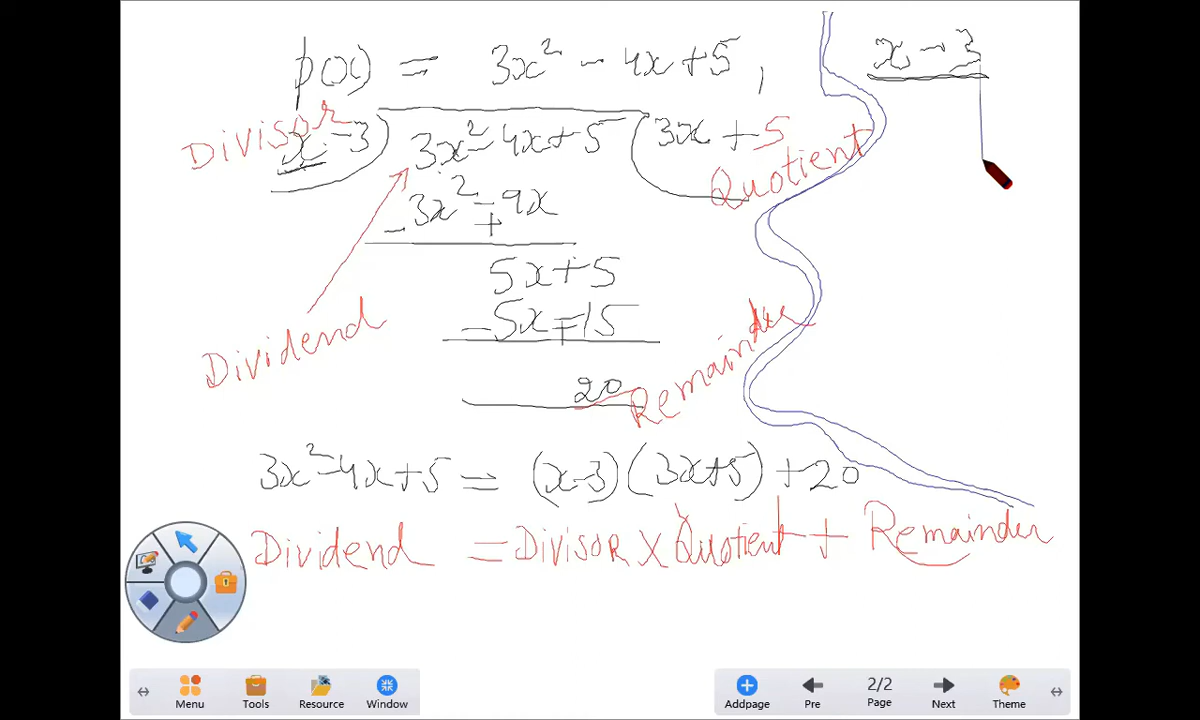 p(x) = 3x² - 4x + 5, x - 3
Divisor
x - 3) 3x² - 4x + 5 (3x + 5
Quotient
- 3x² - 9x
+
5x + 5
- 5x - 15
+
Dividend
20 Remainder
3x² - 4x + 5 = (x - 3)(3x + 5) + 20
Dividend = Divisor X Quotient + Remainder
Menu Tools Resource Window Addpage Pre 2/2 Page Next Theme